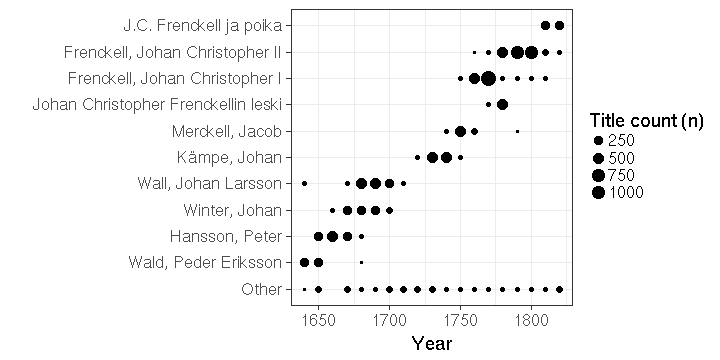 J.C. Frenckell ja poika
Frenckell, Johan Christopher II
Frenckell, Johan Christopher I
Johan Christopher Frenckellin leski
Merckell, Jacob
Kämpe, Johan
Wall, Johan Larsson
Winter, Johan
Hansson, Peter
Wald, Peder Eriksson
Other
1650 1700 1750 1800
Year
Title count (n)
250
500
750
1000